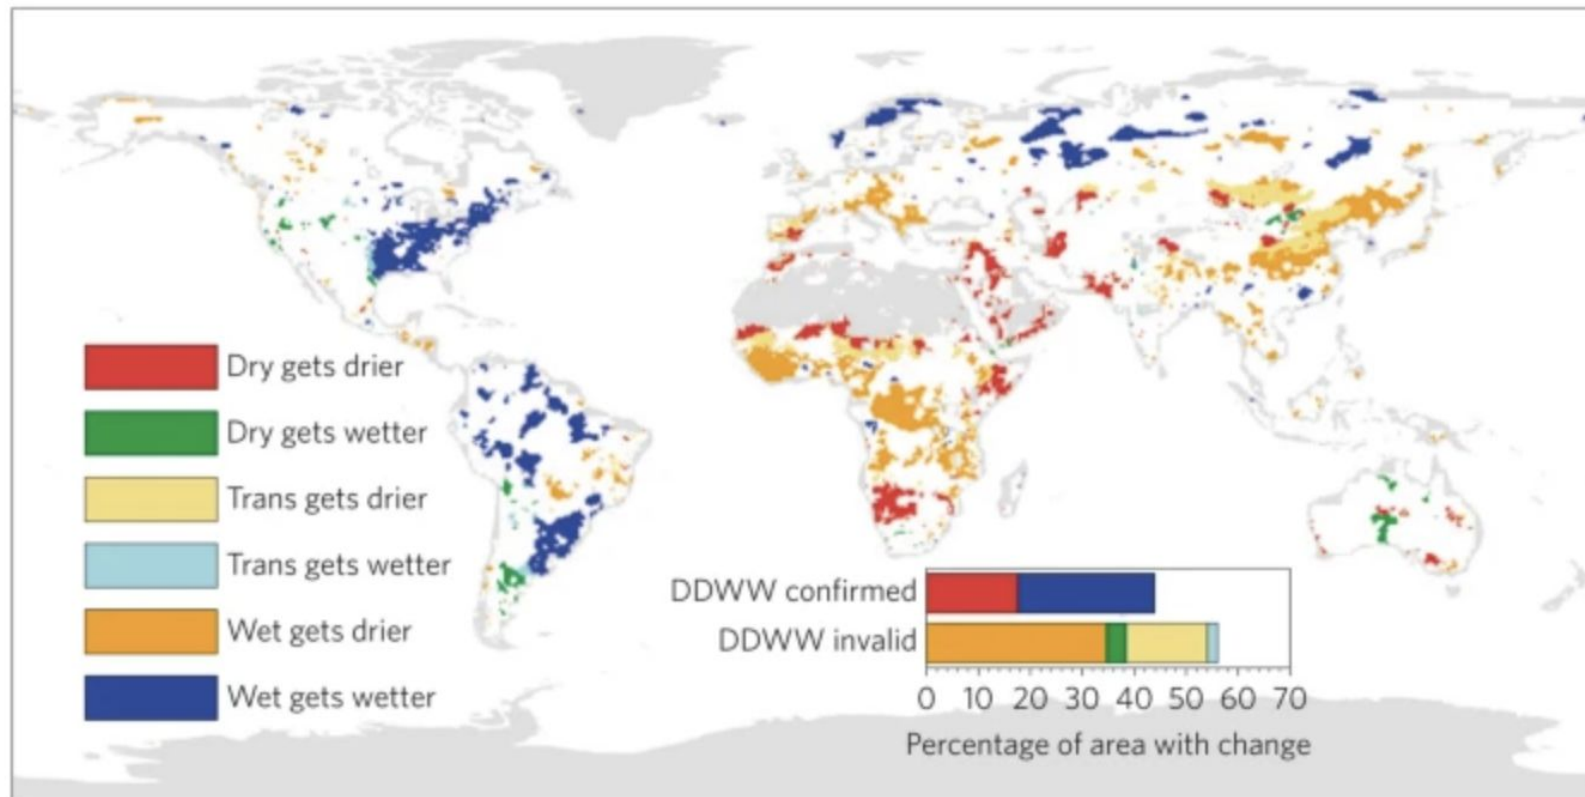 Dry gets drier
Dry gets wetter
Trans gets drier
Trans gets wetter
Wet gets drier
Wet gets wetter
DDWW confirmed
DDWW invalid
0 10 20 30 40 50 60 70
Percentage of area with change